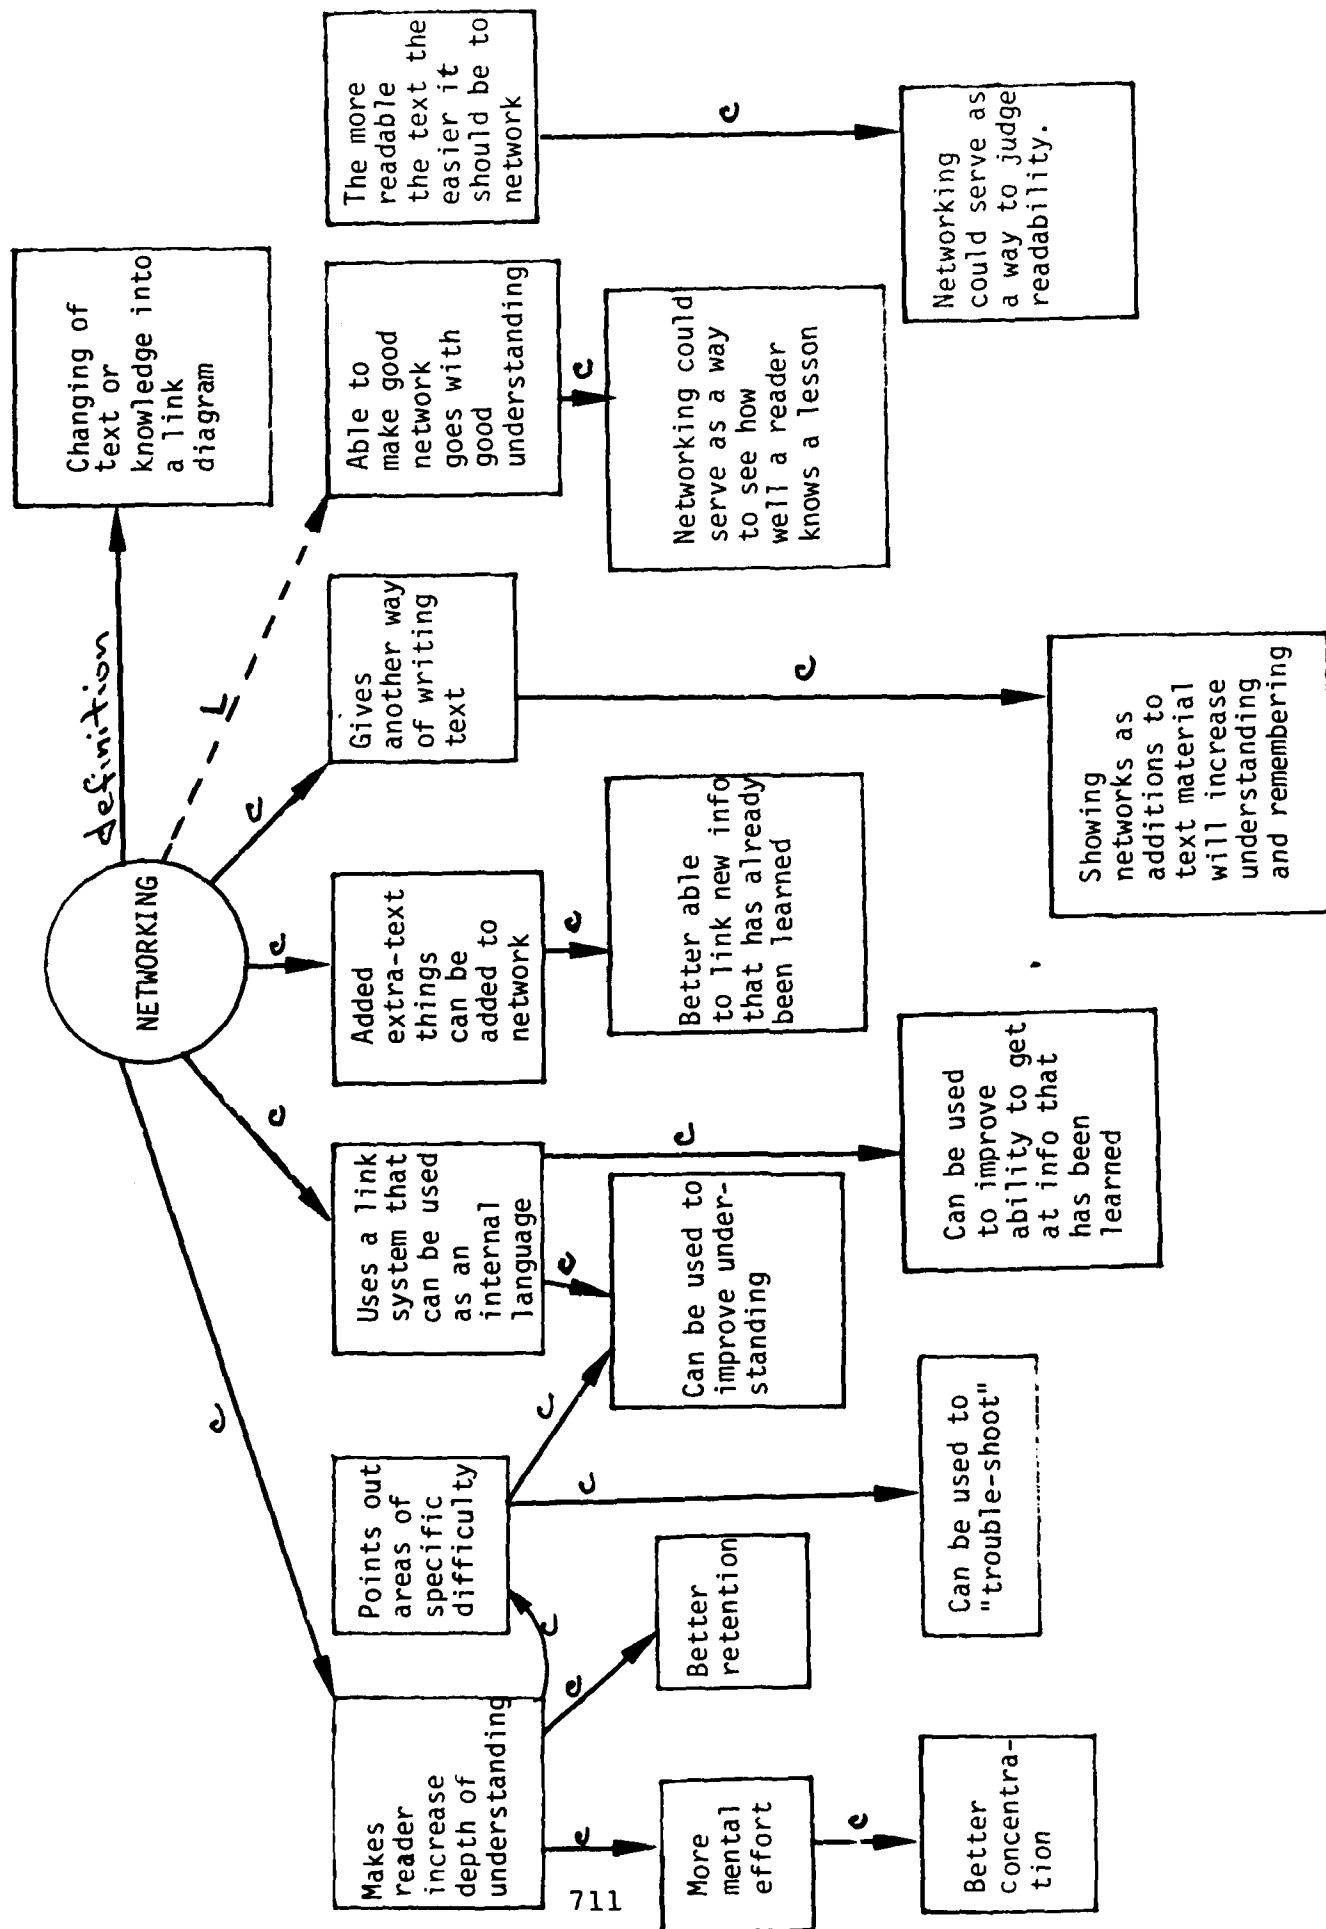 NETWORKING
definition
Changing of
text or
knowledge into
a link
diagram
c
Makes
reader
increase
depth of
understanding
c
More
mental
effort
c
Better
Concentra-
tion
c
Better
retention
c
Points out
areas of
specific
difficulty
c
Can be used to
"trouble-shoot"
c
c
Uses a link
system that
can be used
as an
internal
language
c
Can be used to
improve under-
standing
c
Can be used
to improve
ability to get
at info that
has been
learned
c
Added
extra-text
things
can be
added to
network
c
Better able
to link new info
that has already
been learned
c
Gives
another way
of writing
text
c
Showing
networks as
additions to
text material
will increase
understanding
and remembering
L
Able to
make good
network
goes with
good
understanding
c
Networking could
serve as a way
to see how
well a reader
knows a lesson
The more
readable
the text the
easier it
should be to
network
c
Networking
could serve as
a way to judge
readability.
711